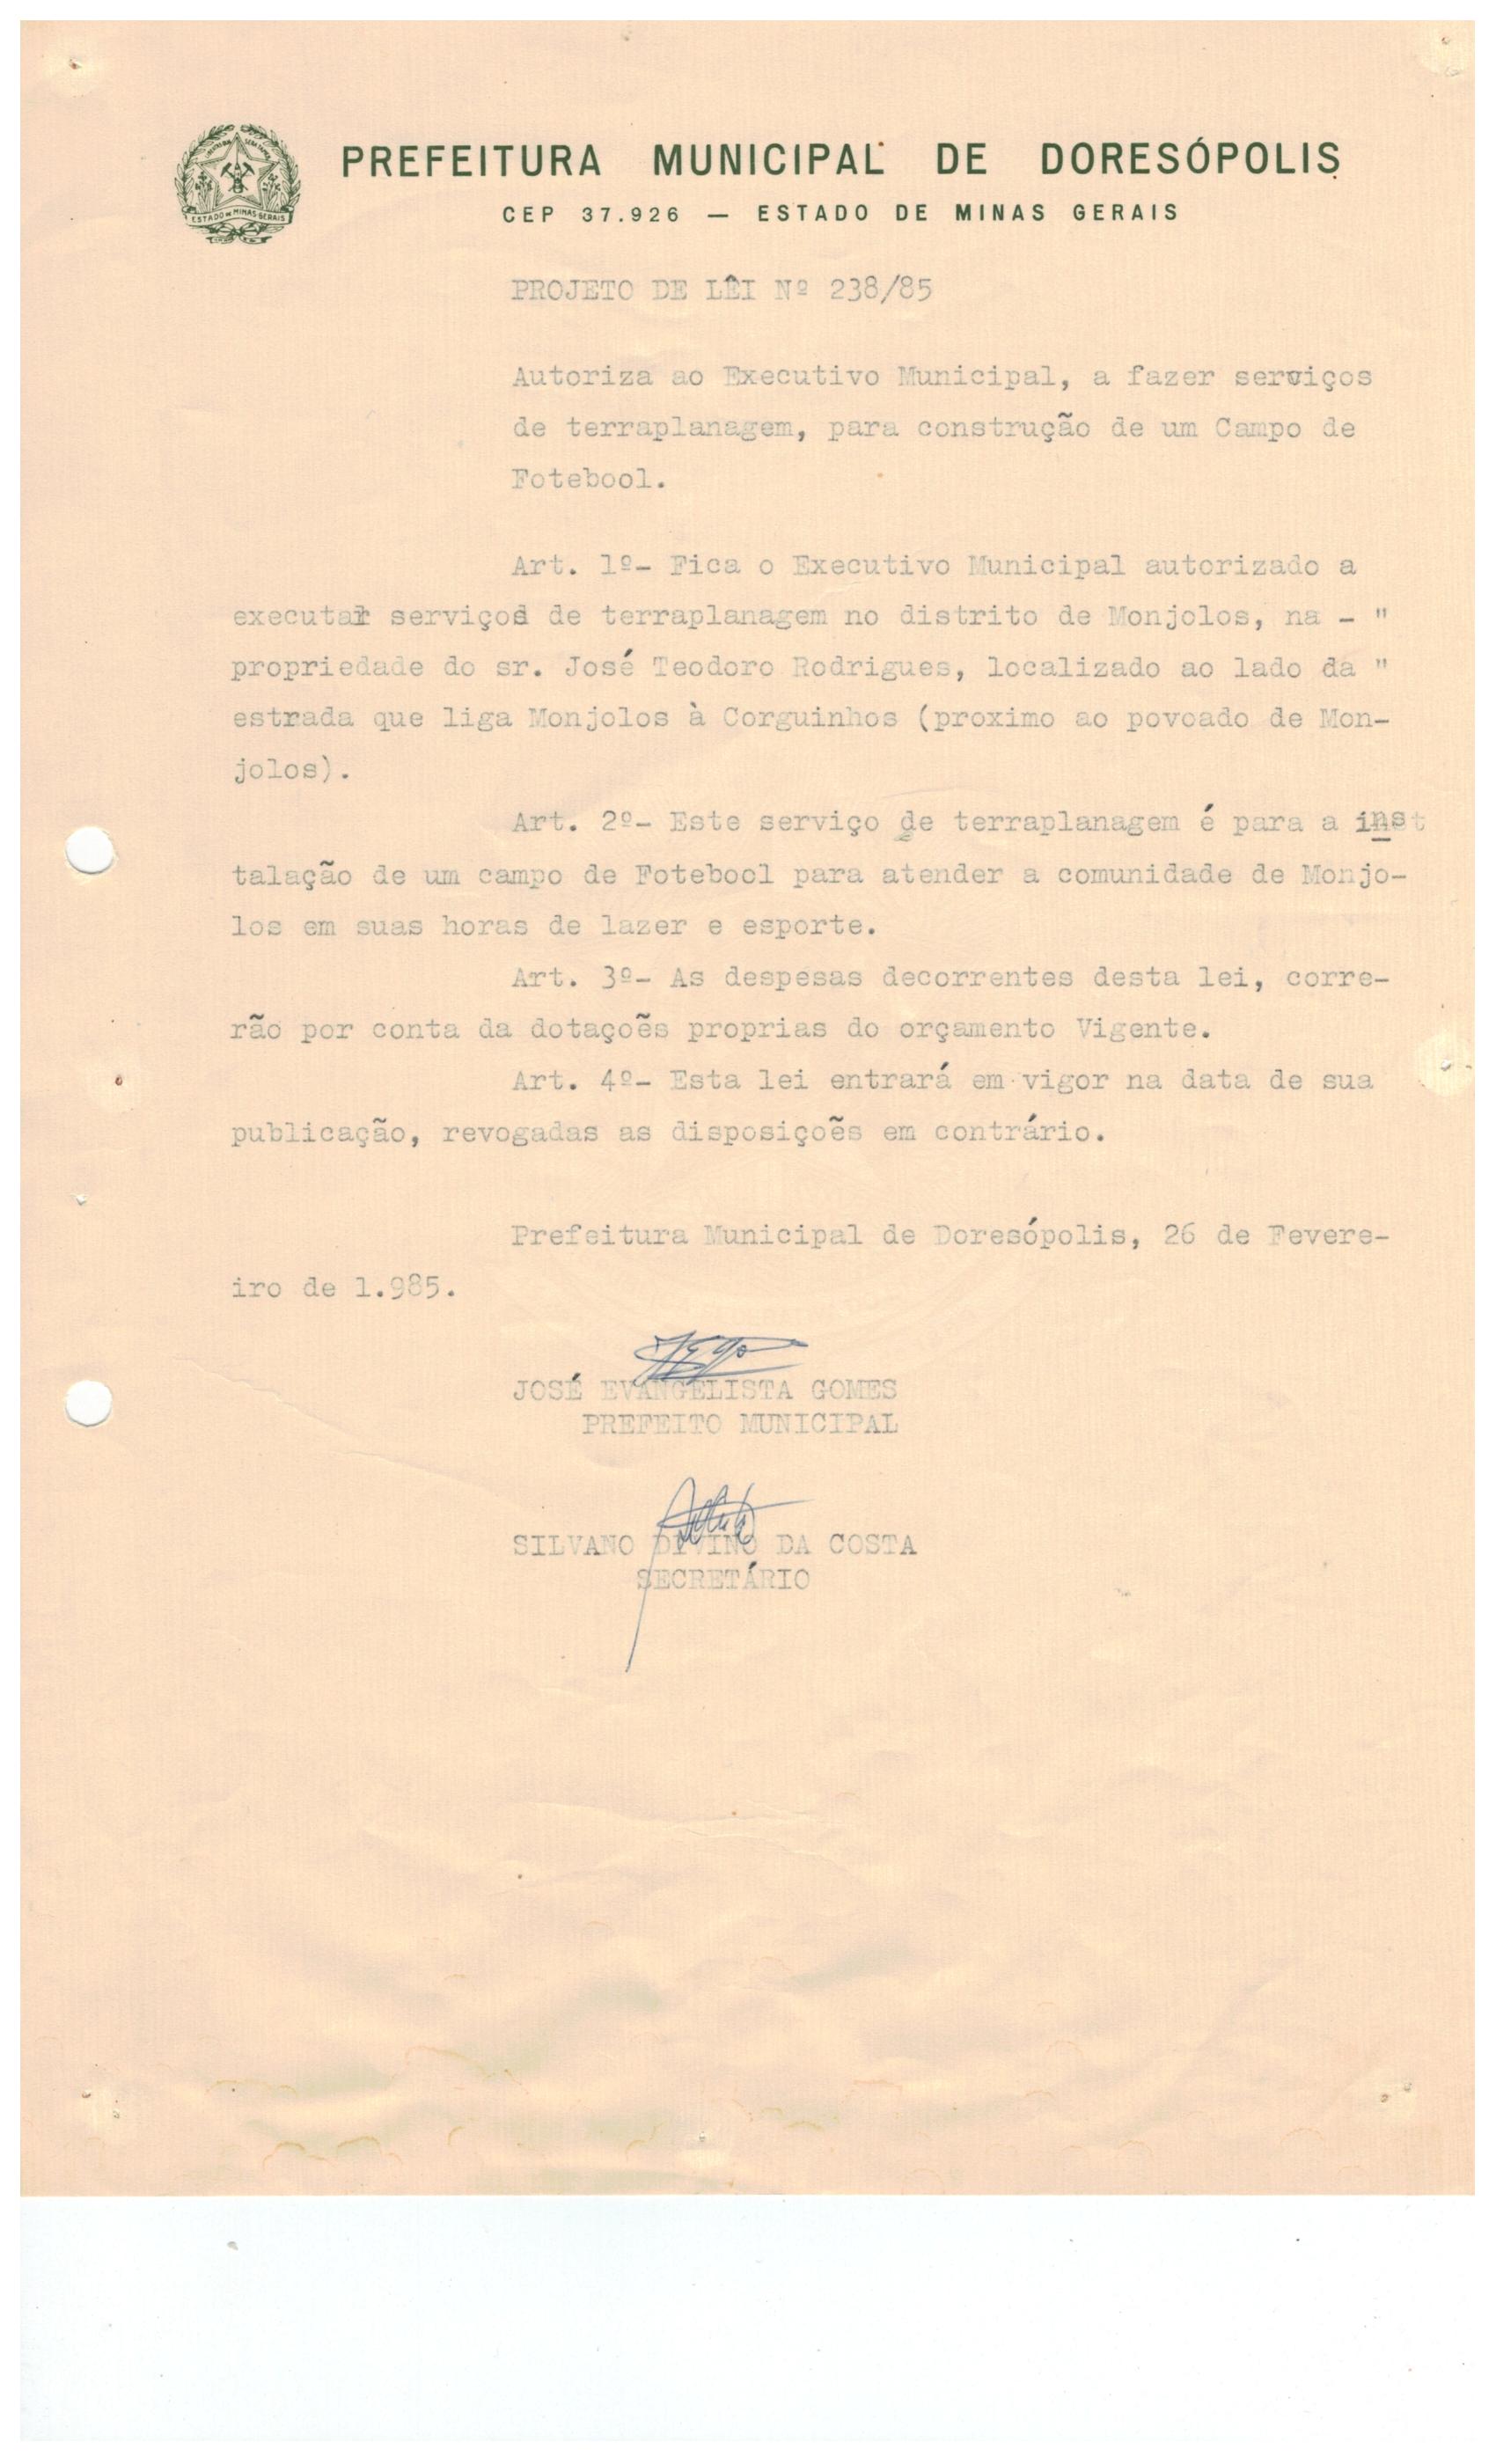 PREFEITURA MUNICIPAL DE DORESÓPOLIS
ESTADO DE MINAS GERAIS
CEP 37.926 — ESTADO DE MINAS GERAIS
PROJETO DE LÊI Nº 238/85
Autoriza ao Executivo Municipal, a fazer serviços
de terraplanagem, para construção de um Campo de
Fotebool.
Art. 1º- Fica o Executivo Municipal autorizado a
executar serviços de terraplanagem no distrito de Monjolos, na - "
propriedade do sr. José Teodoro Rodrigues, localizado ao lado da "
estrada que liga Monjolos à Corguinhos (proximo ao povoado de Mon-
jolos).
Art. 2º- Este serviço de terraplanagem é para a inst
talação de um campo de Fotebool para atender a comunidade de Monjo-
los em suas horas de lazer e esporte.
Art. 3º- As despesas decorrentes desta lei, corre-
rão por conta da dotações proprias do orçamento Vigente.
Art. 4º- Esta lei entrará em vigor na data de sua
publicação, revogadas as disposições em contrário.
Prefeitura Municipal de Doresópolis, 26 de Fevere-
iro de 1.985.
JOSÉ EVANGELISTA GOMES
PREFEITO MUNICIPAL
SILVANO DIVINO DA COSTA
SECRETÁRIO